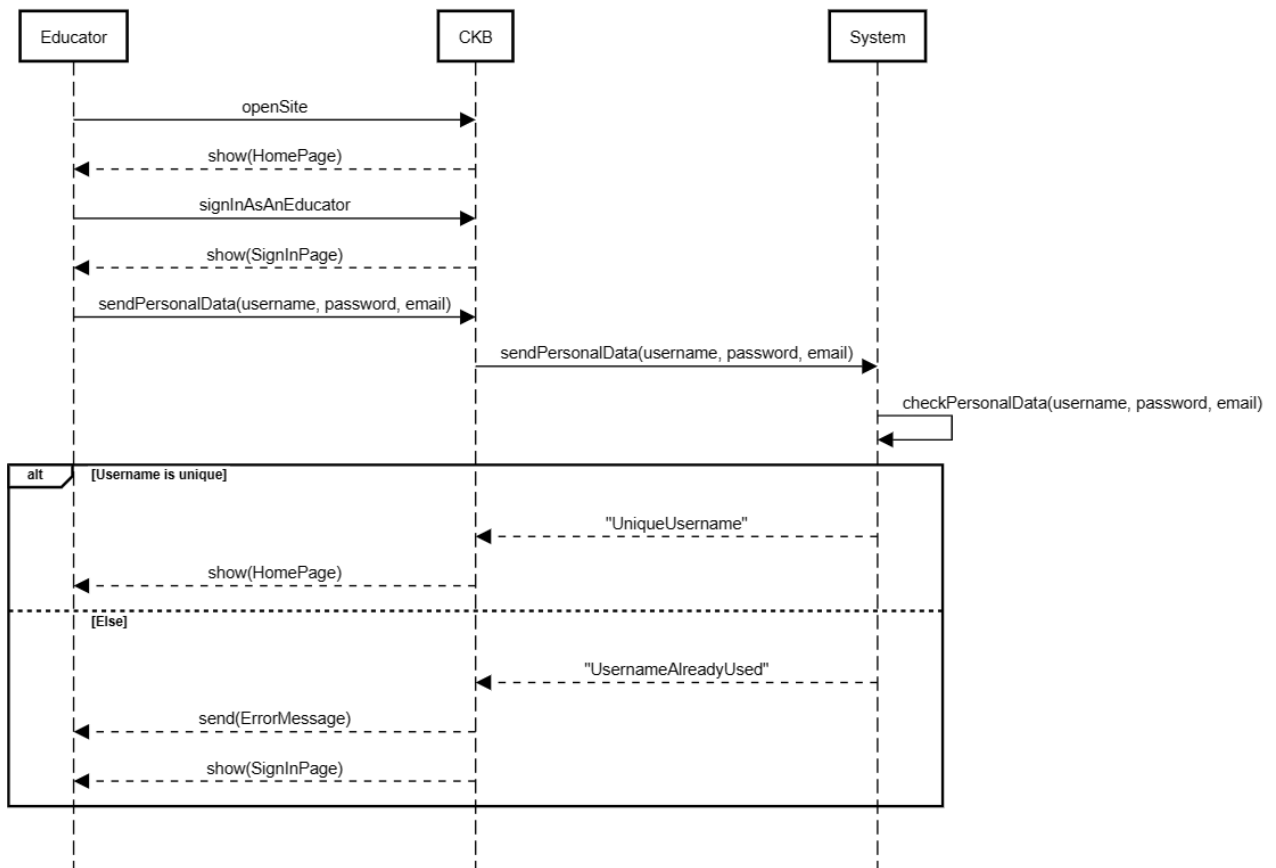 Educator
CKB
System
openSite
show(HomePage)
signInAsAnEducator
show(SignInPage)
sendPersonalData(username, password, email)
sendPersonalData(username, password, email)
checkPersonalData(username, password, email)
alt
[Username is unique]
"UniqueUsername"
show(HomePage)
[Else]
"UsernameAlreadyUsed"
send(ErrorMessage)
show(SignInPage)